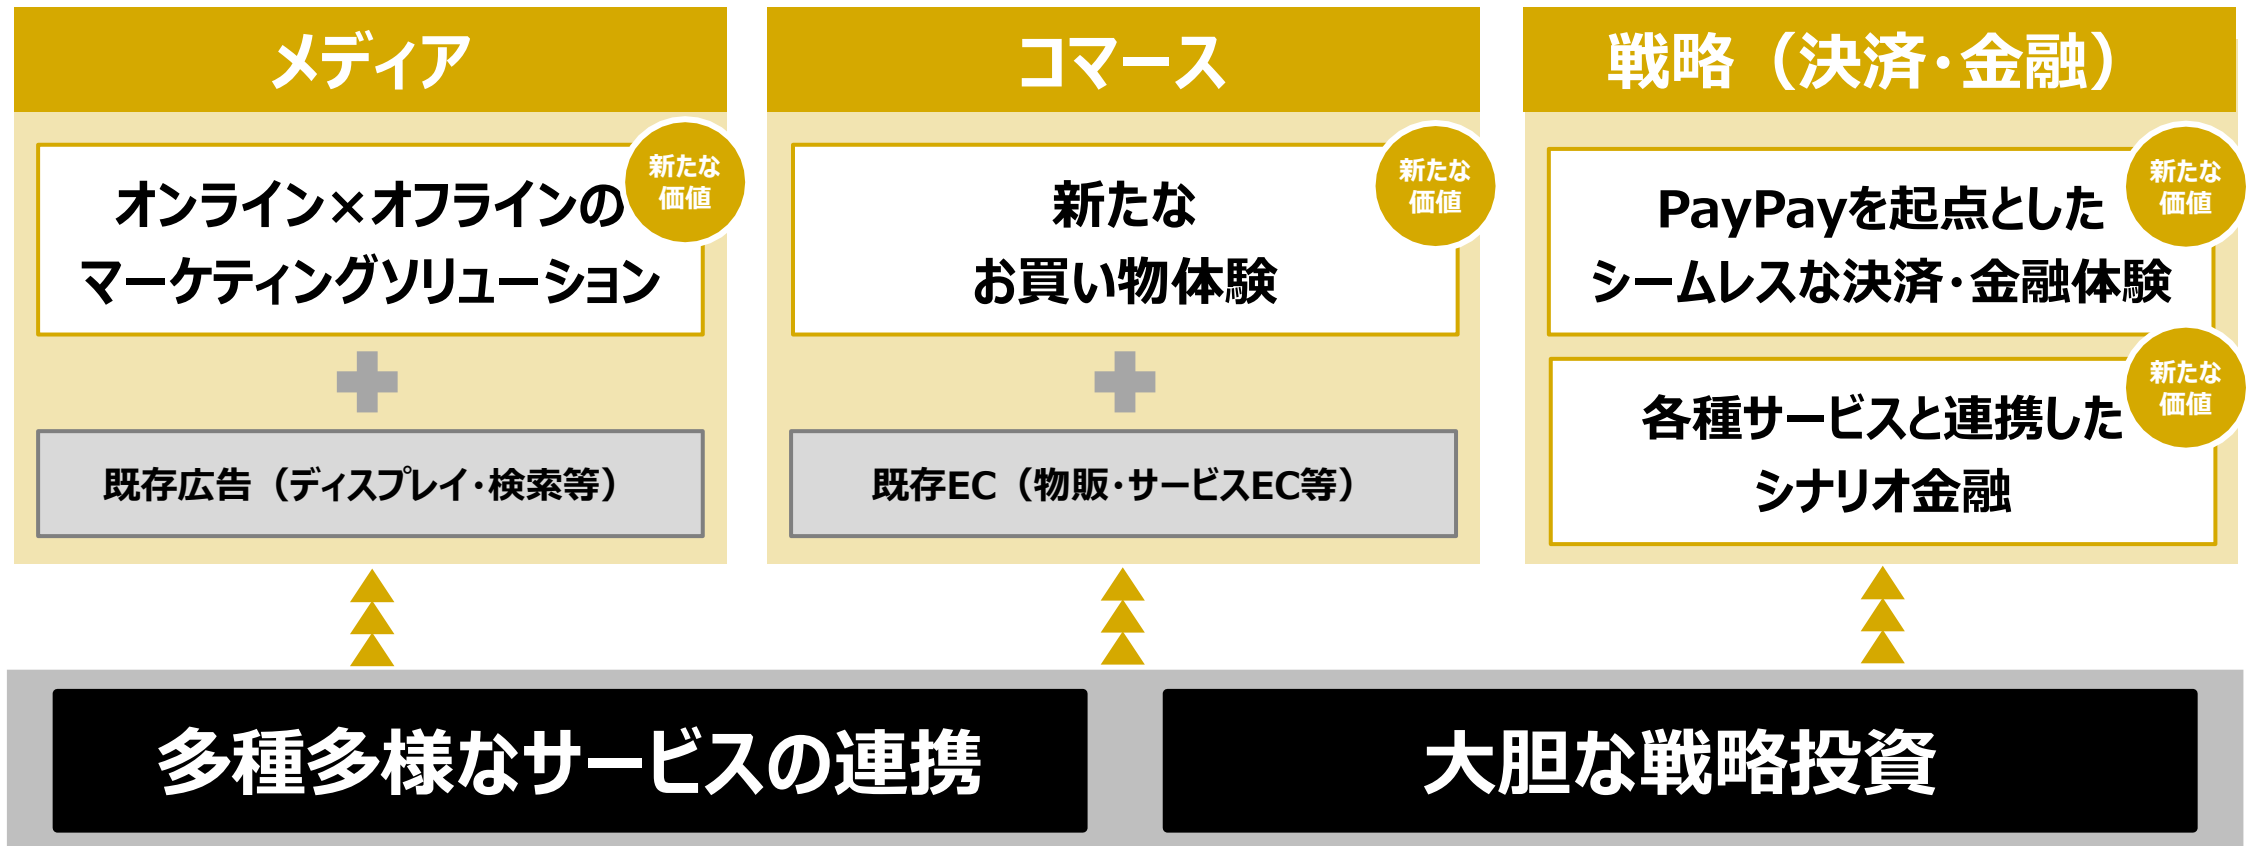 メディア
新たな
価値
オンライン×オフラインの
マーケティングソリューション
既存広告（ディスプレイ・検索等）
コマース
新たな
価値
新たな
お買い物体験
既存EC（物販・サービスEC等）
戦略（決済・金融）
新たな
価値
PayPayを起点とした
シームレスな決済・金融体験
新たな
価値
各種サービスと連携した
シナリオ金融
多種多様なサービスの連携
大胆な戦略投資